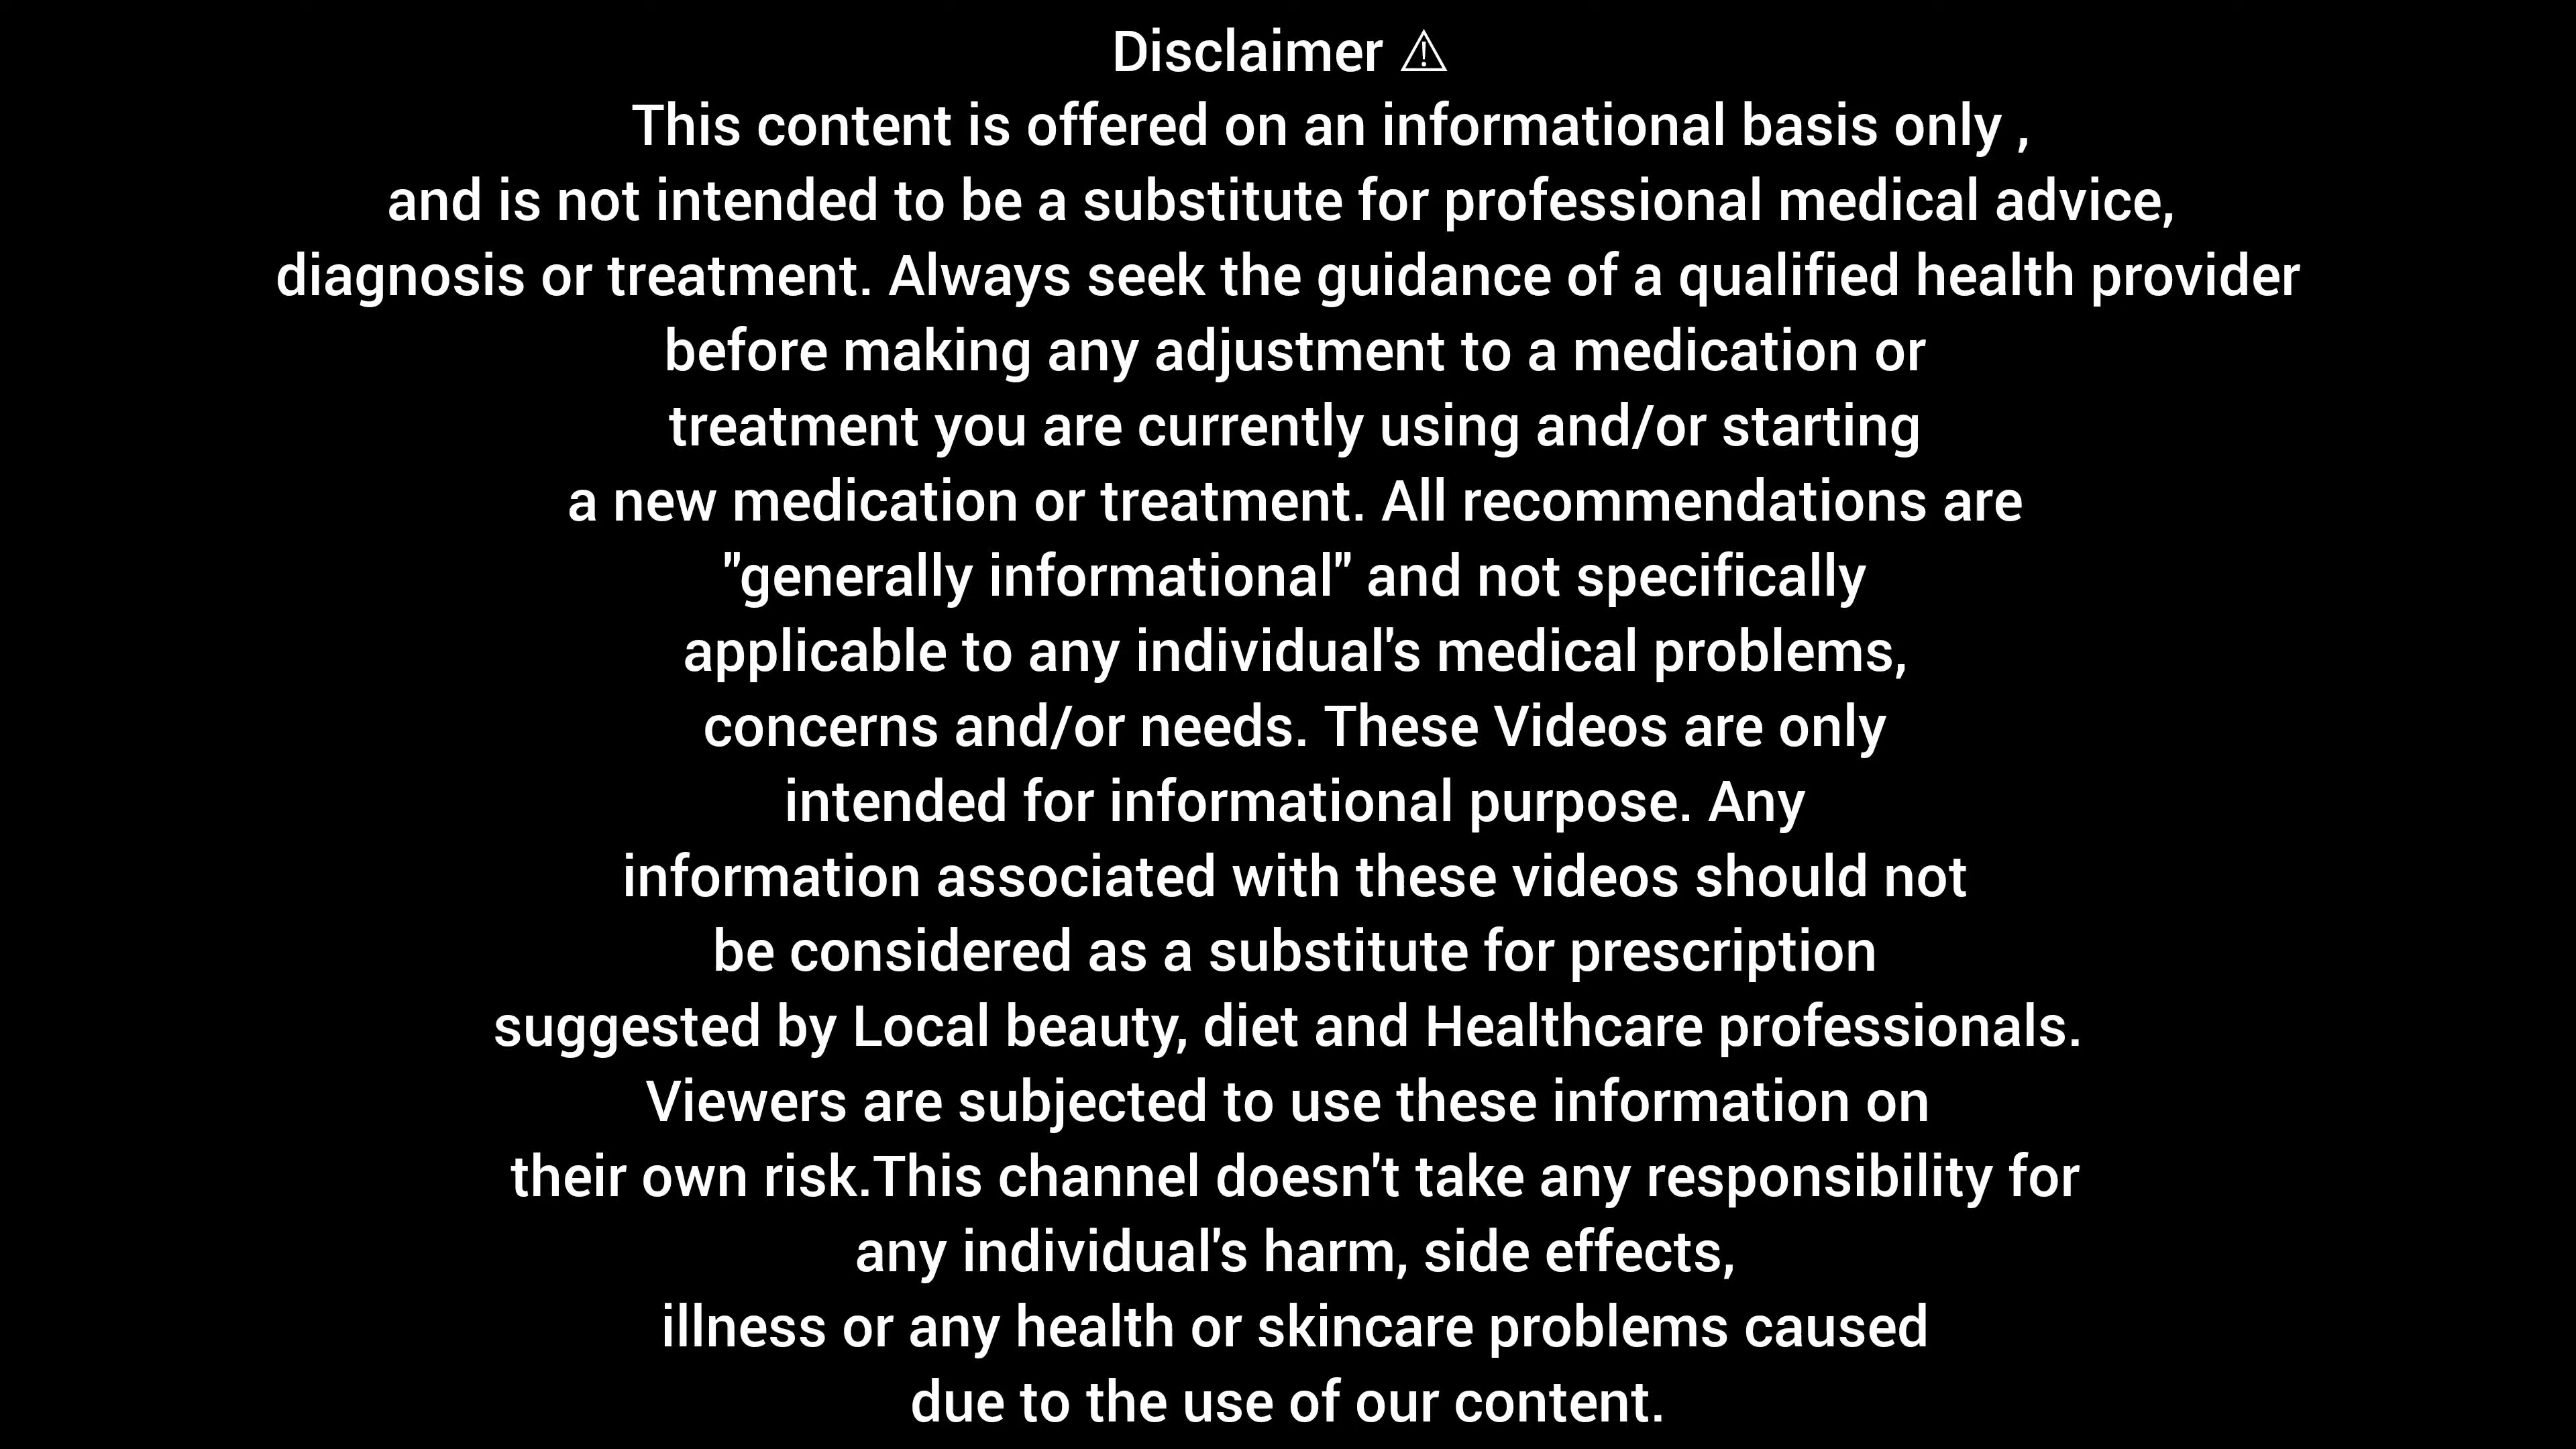 Disclaimer ⚠
This content is offered on an informational basis only ,
and is not intended to be a substitute for professional medical advice,
diagnosis or treatment. Always seek the guidance of a qualified health provider
before making any adjustment to a medication or
treatment you are currently using and/or starting
a new medication or treatment. All recommendations are
"generally informational" and not specifically
applicable to any individual's medical problems,
concerns and/or needs. These Videos are only
intended for informational purpose. Any
information associated with these videos should not
be considered as a substitute for prescription
suggested by Local beauty, diet and Healthcare professionals.
Viewers are subjected to use these information on
their own risk.This channel doesn't take any responsibility for
any individual's harm, side effects,
illness or any health or skincare problems caused
due to the use of our content.